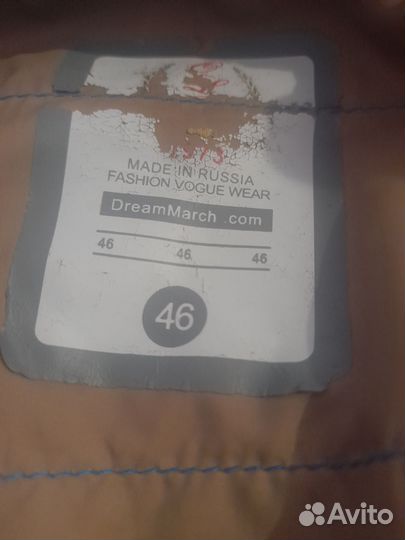 MADE IN RUSSIA
FASHION VOGUE WEAR
DreamMarch .com
46 46 46
46
Avito